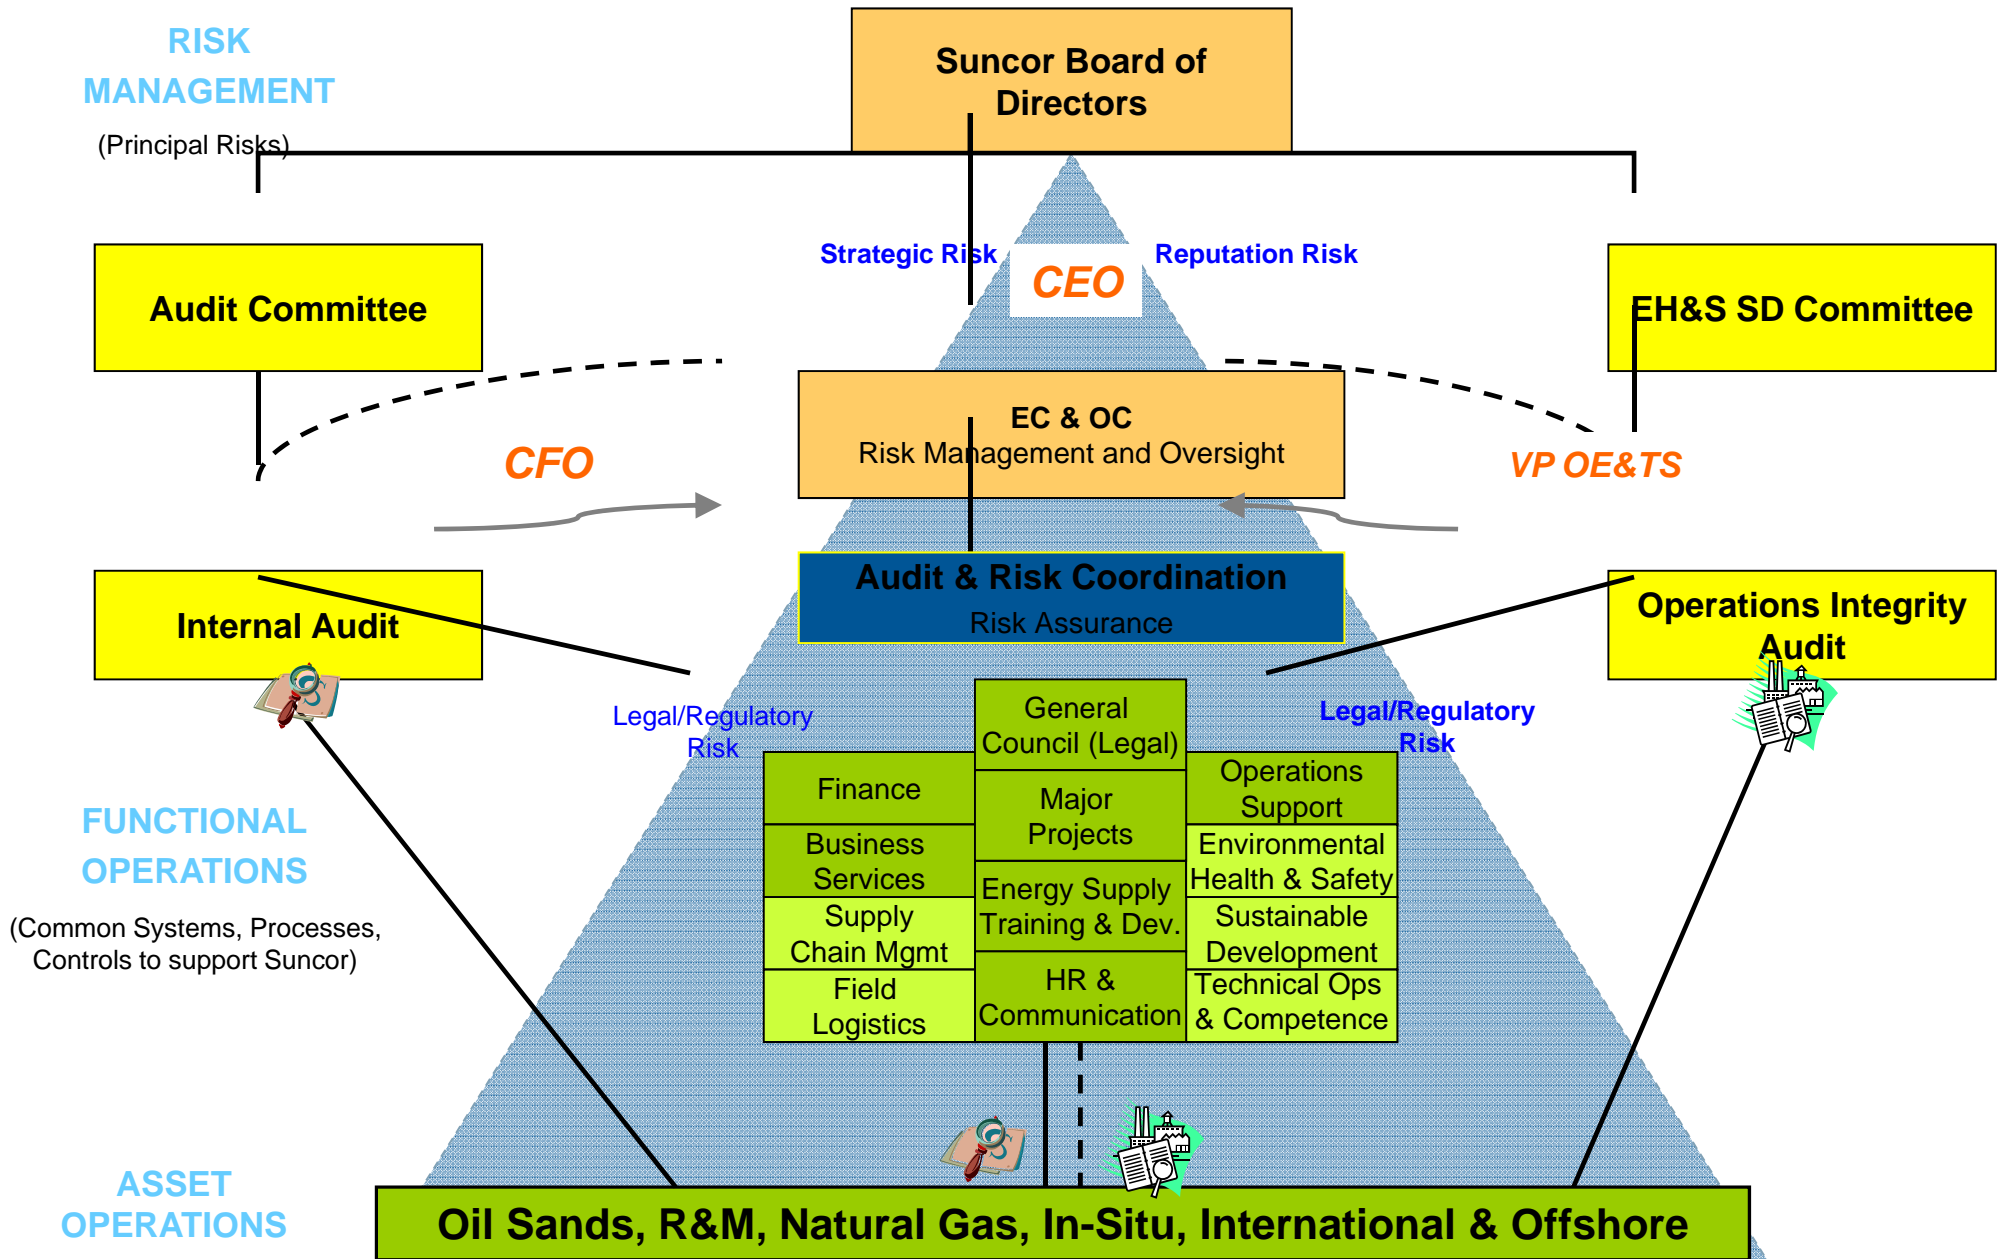 RISK
MANAGEMENT
(Principal Risks)
Suncor Board of
Directors
Strategic Risk
CEO
Reputation Risk
Audit Committee
EH&S SD Committee
EC & OC
Risk Management and Oversight
CFO
VP OE&TS
Audit & Risk Coordination
Risk Assurance
Internal Audit
Operations Integrity
Audit
Legal/Regulatory
Risk
Legal/Regulatory
Risk
General
Council (Legal)
Major
Projects
Energy Supply
Training & Dev.
HR &
Communication
Finance
Business
Services
Supply
Chain Mgmt
Field
Logistics
Operations
Support
Environmental
Health & Safety
Sustainable
Development
Technical Ops
& Competence
FUNCTIONAL
OPERATIONS
(Common Systems, Processes,
Controls to support Suncor)
ASSET
OPERATIONS
Oil Sands, R&M, Natural Gas, In-Situ, International & Offshore